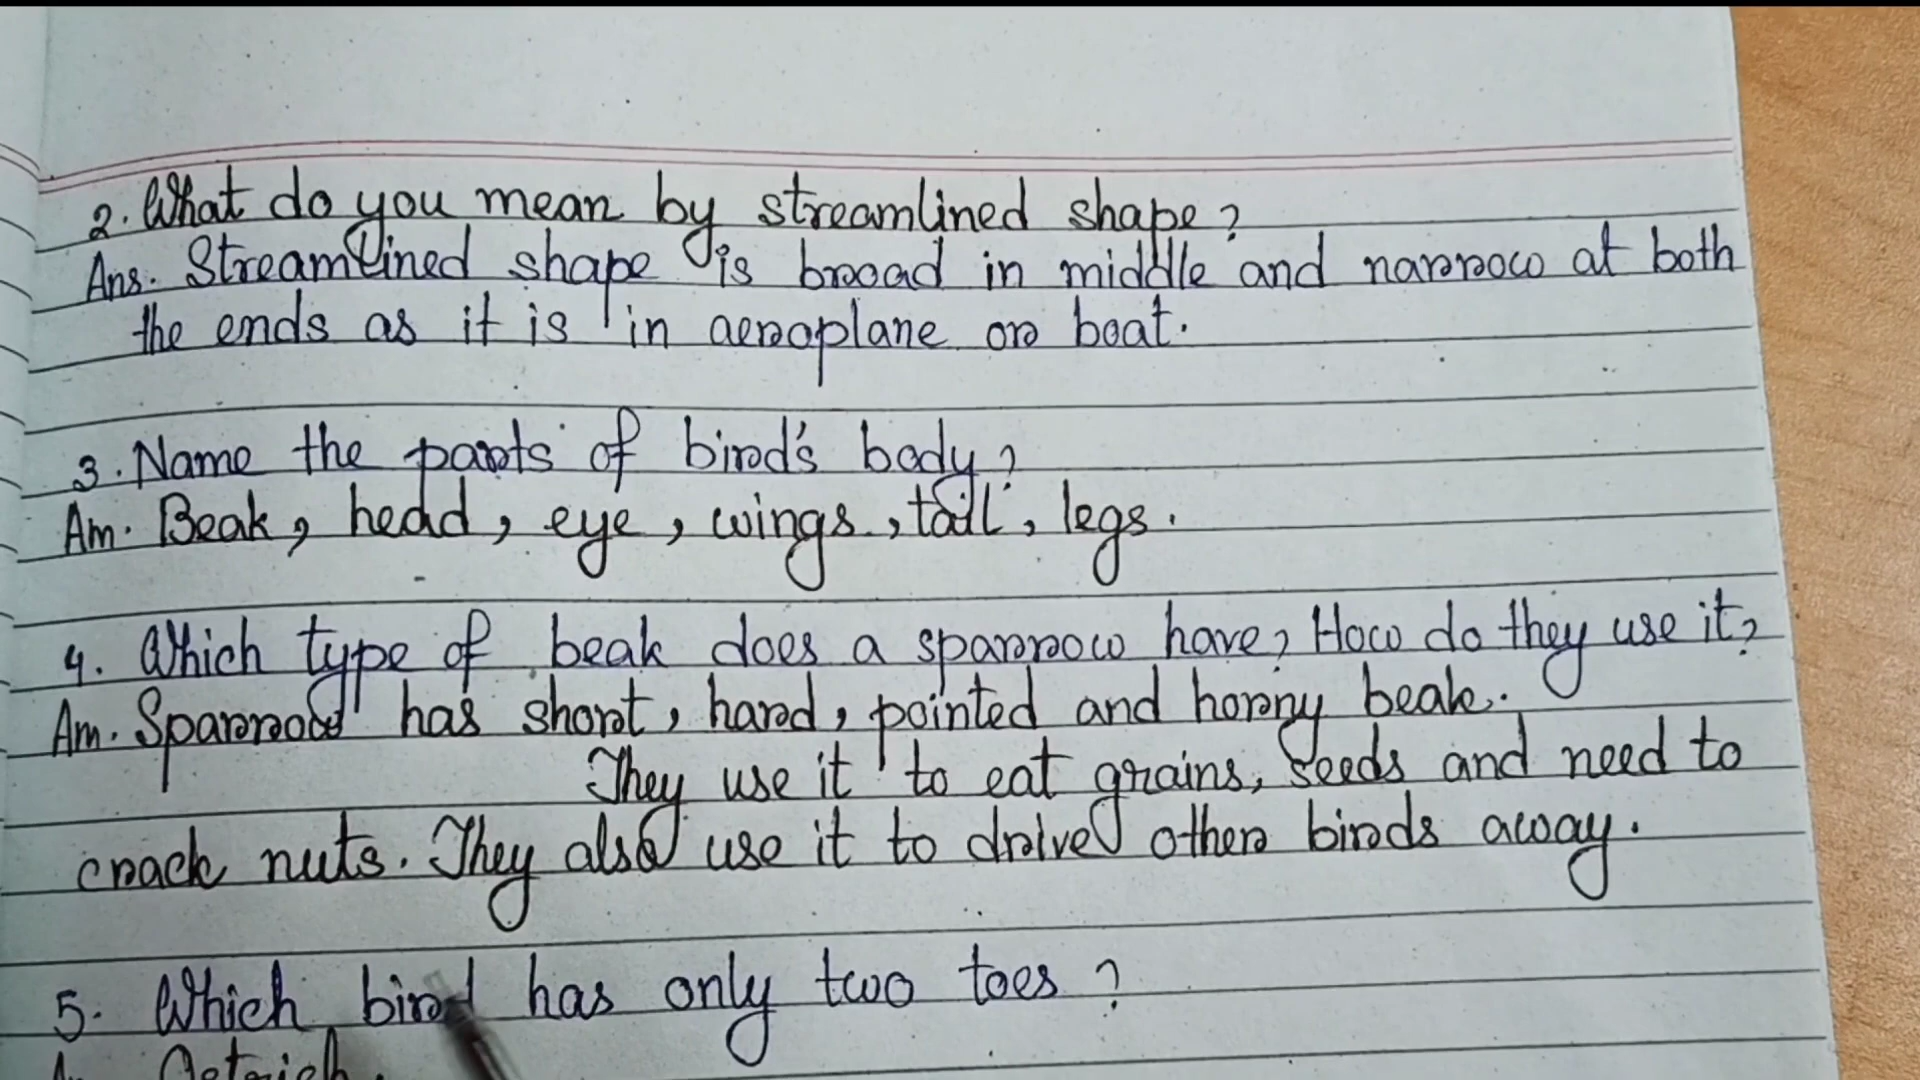 2. What do you mean by streamlined shape?
Ans. Streamlined shape is broad in middle and narrow at both
the ends as it is in aeroplane or boat.
3. Name the parts of bird's body?
Ans. Beak, head, eye, wings, tail, legs.
4. Which type of beak does a sparrow have? How do they use it?
Ans. Sparrow has short, hard, pointed and horny beak.
They use it to eat grains, seeds and need to
crack nuts. They also use it to drive other birds away.
5. Which bird has only two toes?
Ostrich.